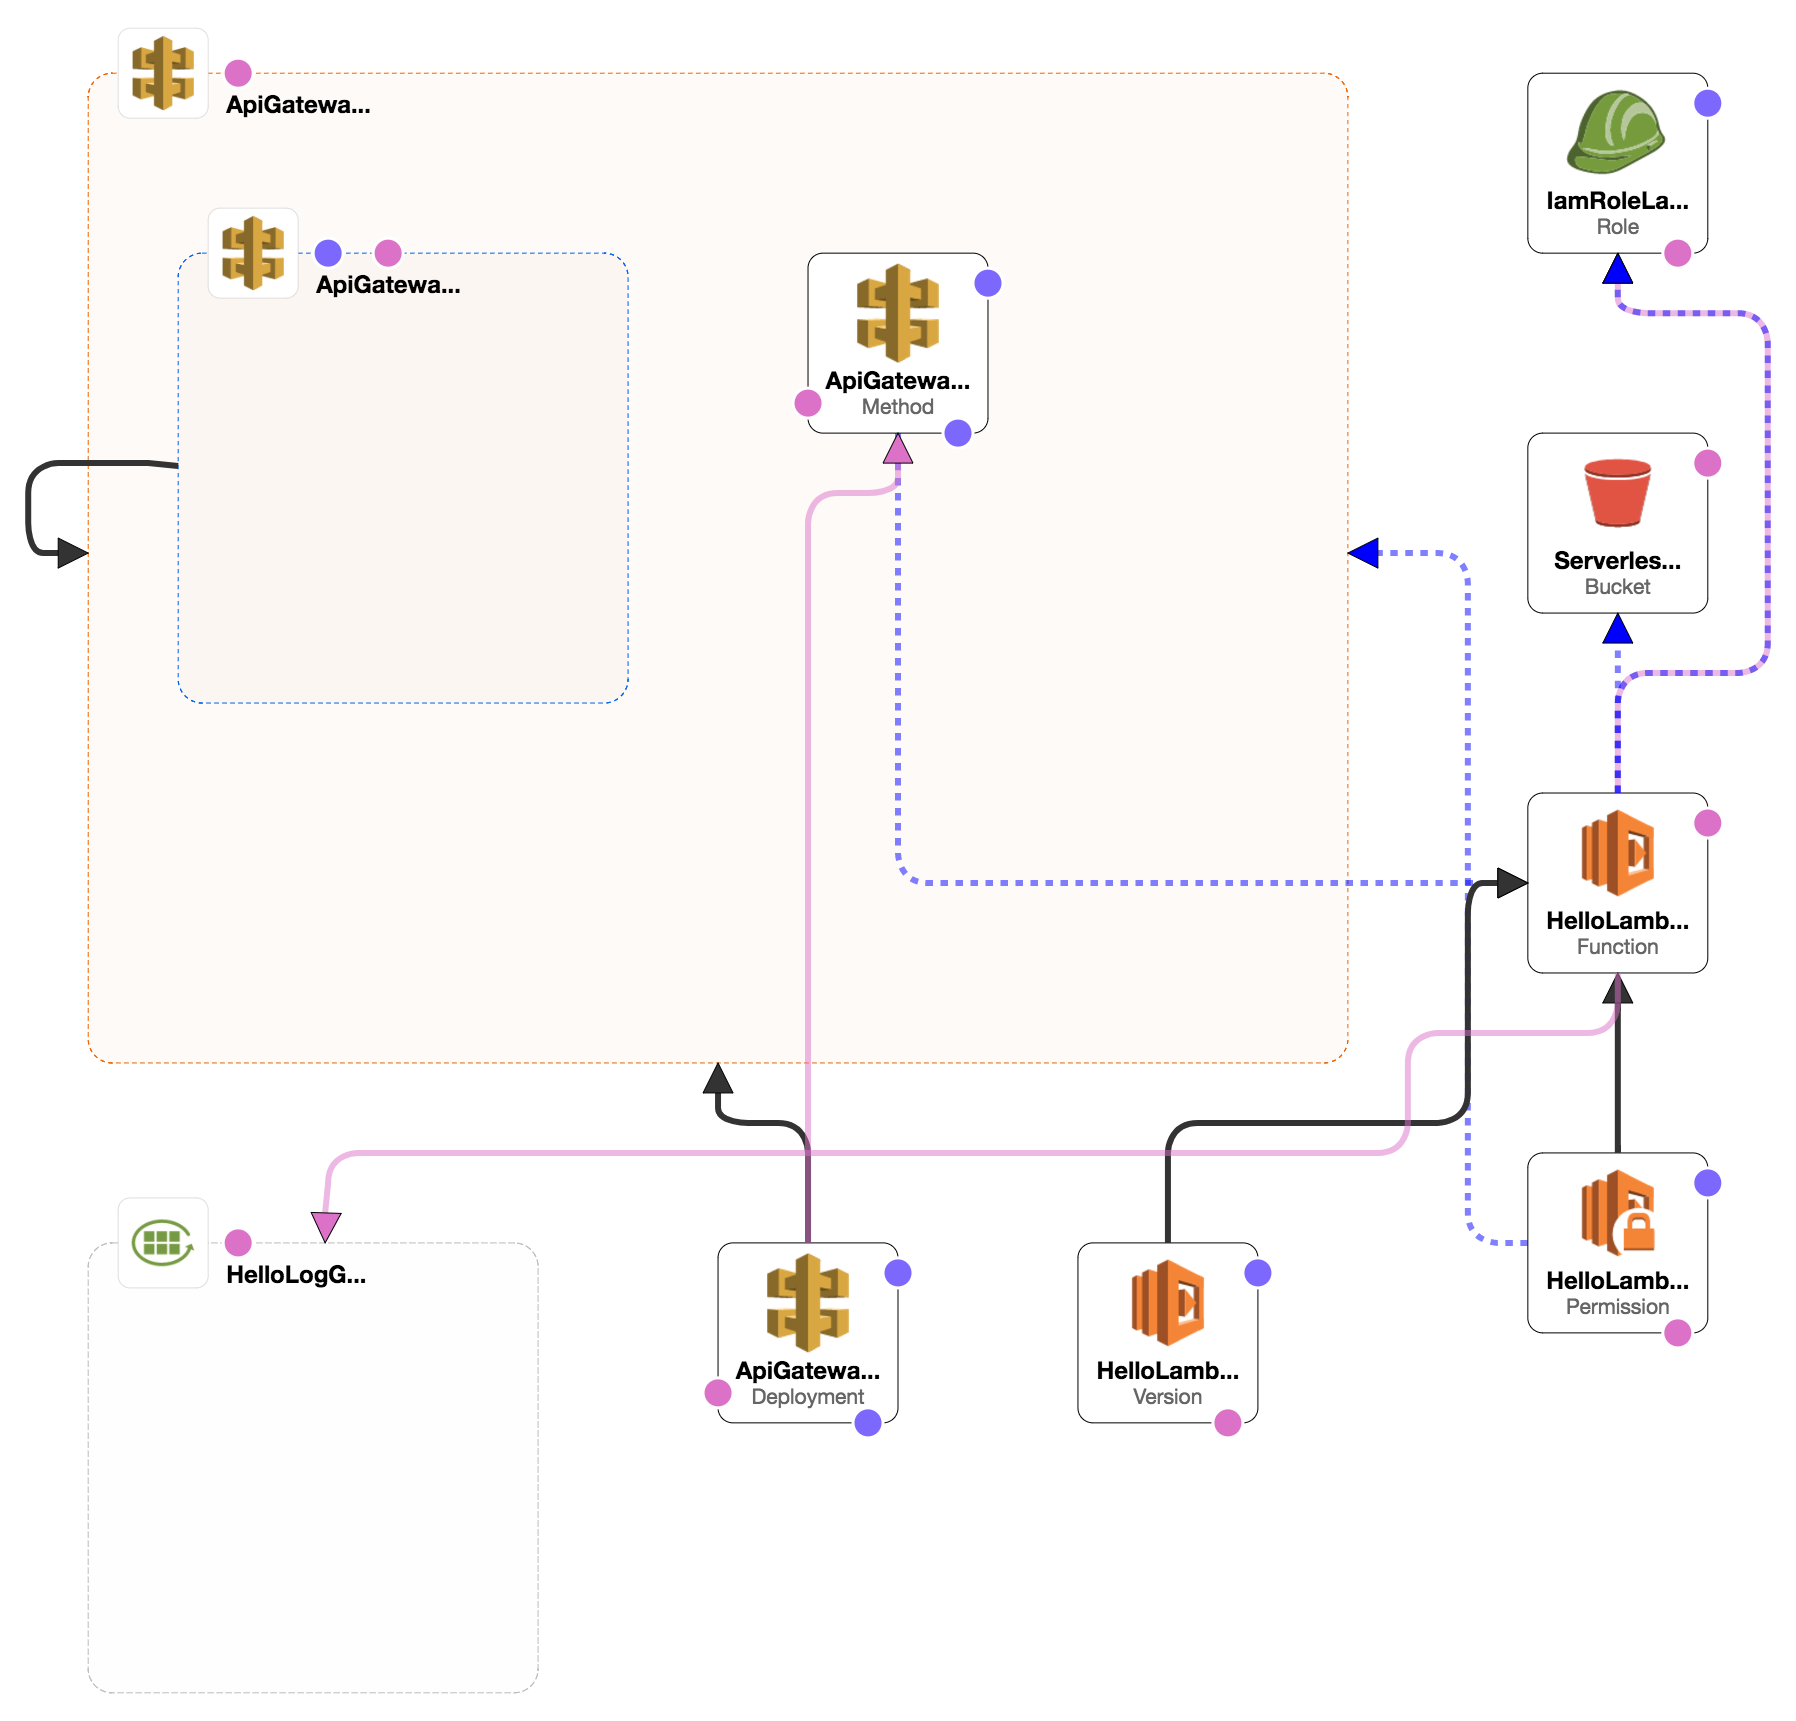 ApiGatewa...
ApiGatewa...
ApiGatewa...
Method
IamRoleLa...
Role
Serverles...
Bucket
HelloLamb...
Function
HelloLogG...
ApiGatewa...
Deployment
HelloLamb...
Version
HelloLamb...
Permission